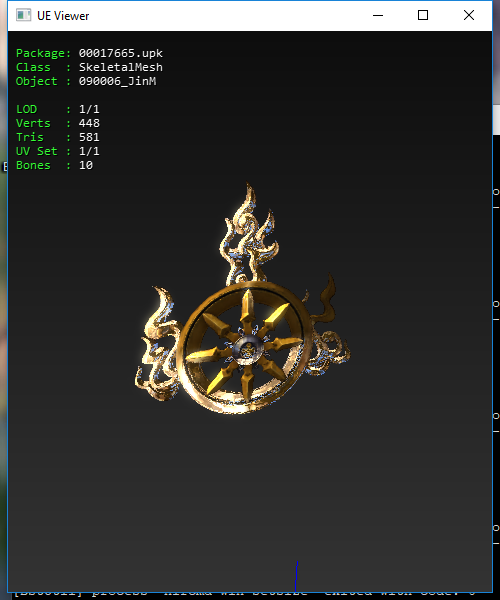 UE Viewer
Package: 00017665.upk
Class : SkeletalMesh
Object : 090006_JinM
LOD : 1/1
Verts : 448
Tris : 581
UV Set : 1/1
Bones : 10